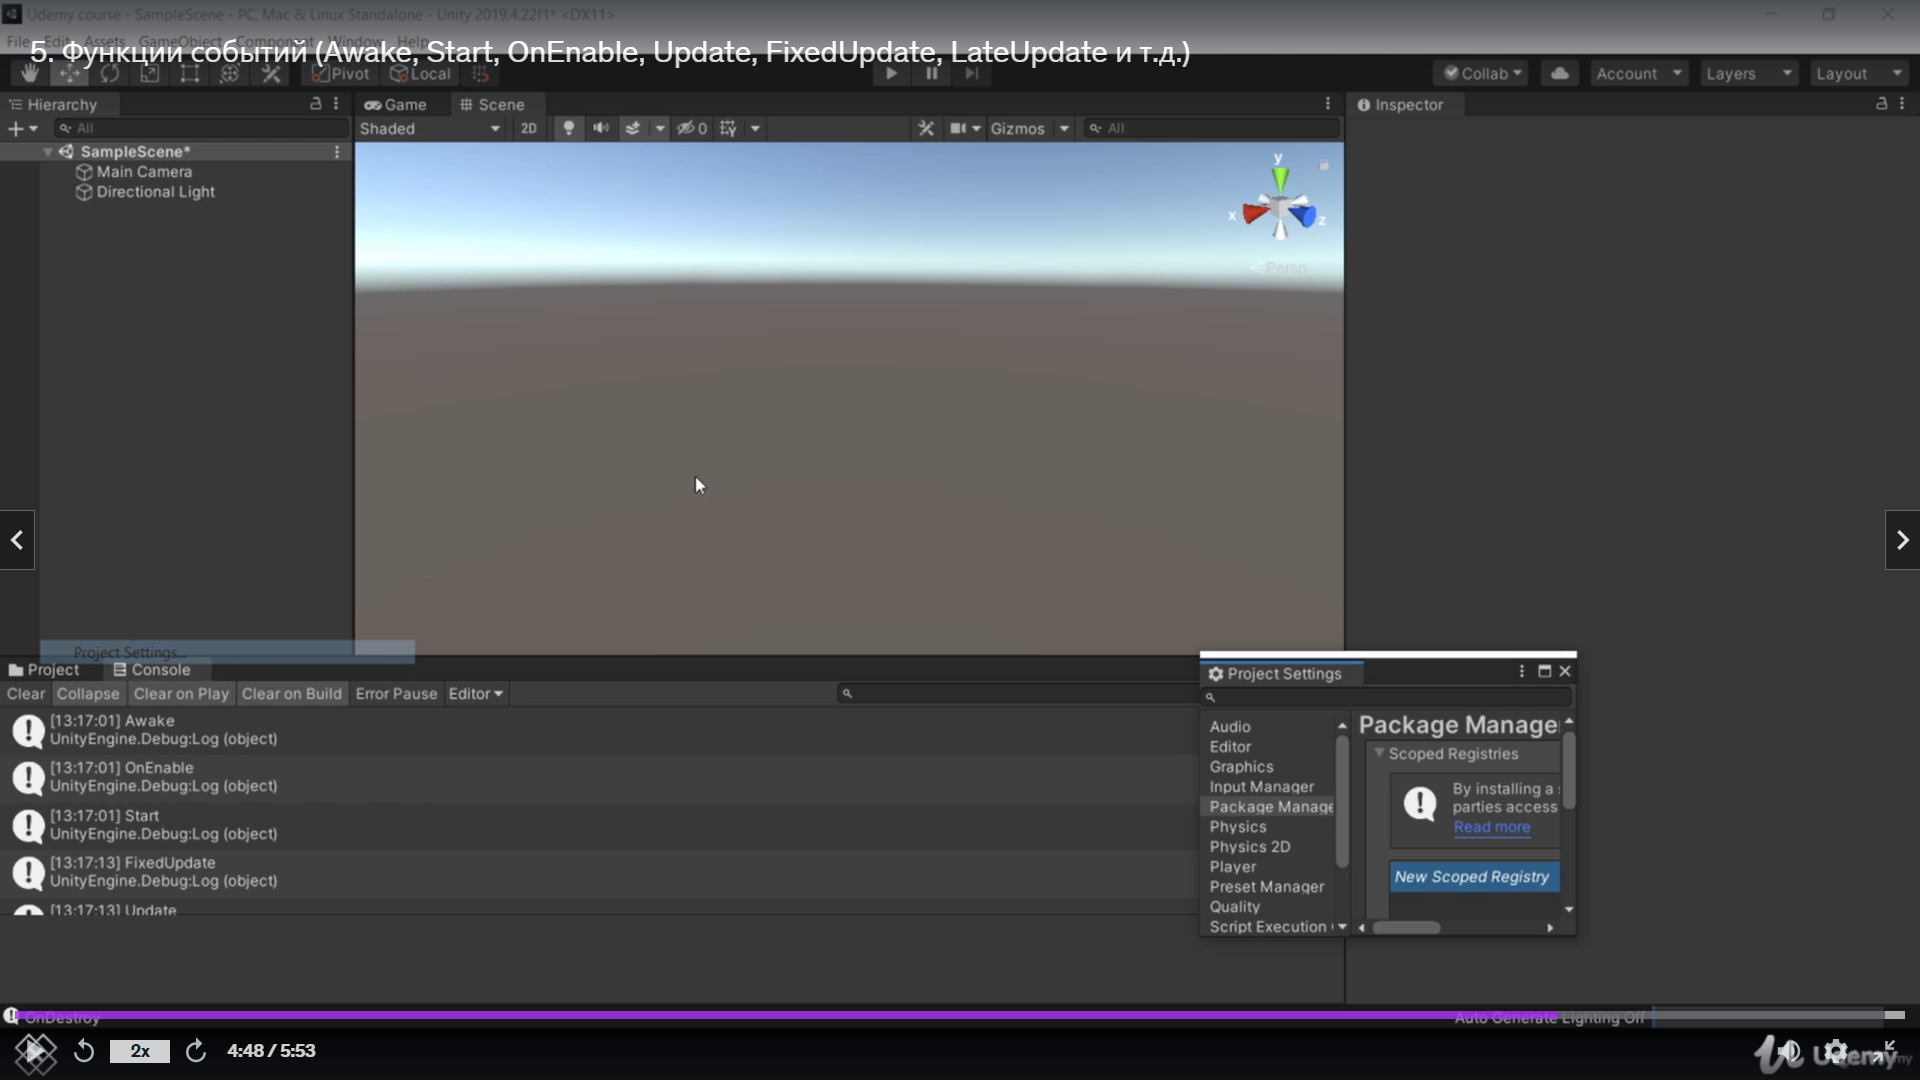 Udemy course - SampleScene - PC, Mac & Linux Standalone - Unity 2019.4.22f1* <DX11>
File Edit Assets GameObject Component Window Help
5. Функции событий (Awake, Start, OnEnable, Update, FixedUpdate, LateUpdate и т.д.)
Pivot Local Collab Account Layers Layout
Hierarchy
All
SampleScene*
Main Camera
Directional Light
Game Scene
Shaded 2D 0 Gizmos All
y
x
z
Persp
Inspector
Project Settings...
Project Console
Clear Collapse Clear on Play Clear on Build Error Pause Editor
[13:17:01] Awake
UnityEngine.Debug:Log (object)
[13:17:01] OnEnable
UnityEngine.Debug:Log (object)
[13:17:01] Start
UnityEngine.Debug:Log (object)
[13:17:13] FixedUpdate
UnityEngine.Debug:Log (object)
[13:17:13] Update
Project Settings
Audio
Editor
Graphics
Input Manager
Package Manage
Physics
Physics 2D
Player
Preset Manager
Quality
Script Execution
Package Manage
Scoped Registries
By installing a
parties access
Read more
New Scoped Registry
OnDestroy
Auto Generate Lighting Off
2x
4:48 / 5:53
Udemy